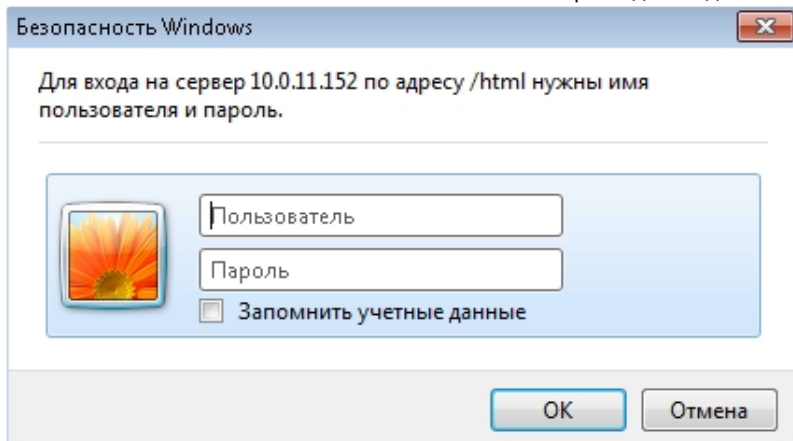 Безопасность Windows
Для входа на сервер 10.0.11.152 по адресу /html нужны имя
пользователя и пароль.
Пользователь
Пароль
Запомнить учетные данные
OK
Отмена